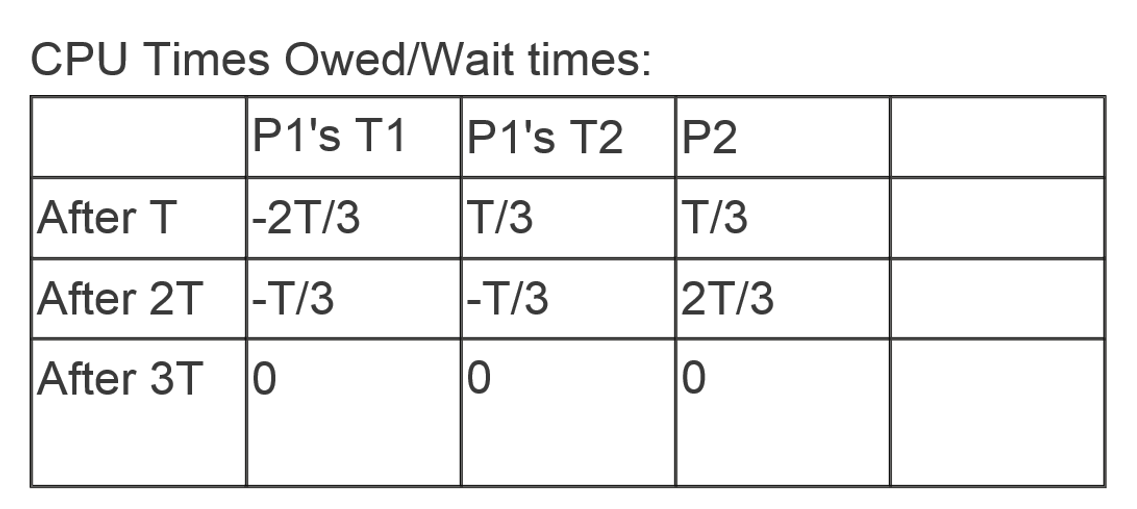 CPU Times Owed/Wait times:
P1's T1 P1's T2 P2
After T -2T/3 T/3 T/3
After 2T -T/3 -T/3 2T/3
After 3T 0 0 0